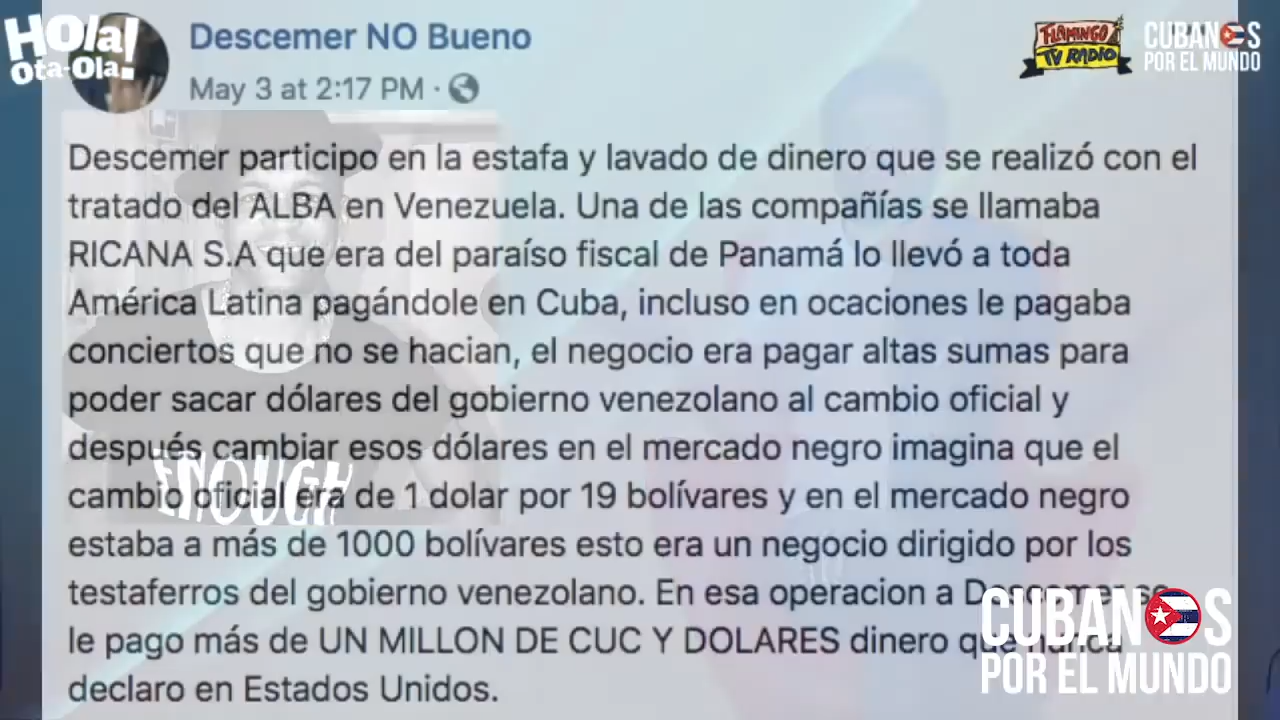 HOla!
Ota-Ola!
Descemer NO Bueno
May 3 at 2:17 PM ·
FLAMINGO
TV RADIO
CUBANOS
POR EL MUNDO
Descemer participo en la estafa y lavado de dinero que se realizó con el
tratado del ALBA en Venezuela. Una de las compañías se llamaba
RICANA S.A que era del paraíso fiscal de Panamá lo llevó a toda
América Latina pagándole en Cuba, incluso en ocaciones le pagaba
conciertos que no se hacian, el negocio era pagar altas sumas para
poder sacar dólares del gobierno venezolano al cambio oficial y
después cambiar esos dólares en el mercado negro imagina que el
cambio oficial era de 1 dolar por 19 bolívares y en el mercado negro
estaba a más de 1000 bolívares esto era un negocio dirigido por los
testaferros del gobierno venezolano. En esa operacion a Descemer se
le pago más de UN MILLON DE CUC Y DOLARES dinero que nunca
declaro en Estados Unidos.
ENOUGH
CUBANOS
POR EL MUNDO